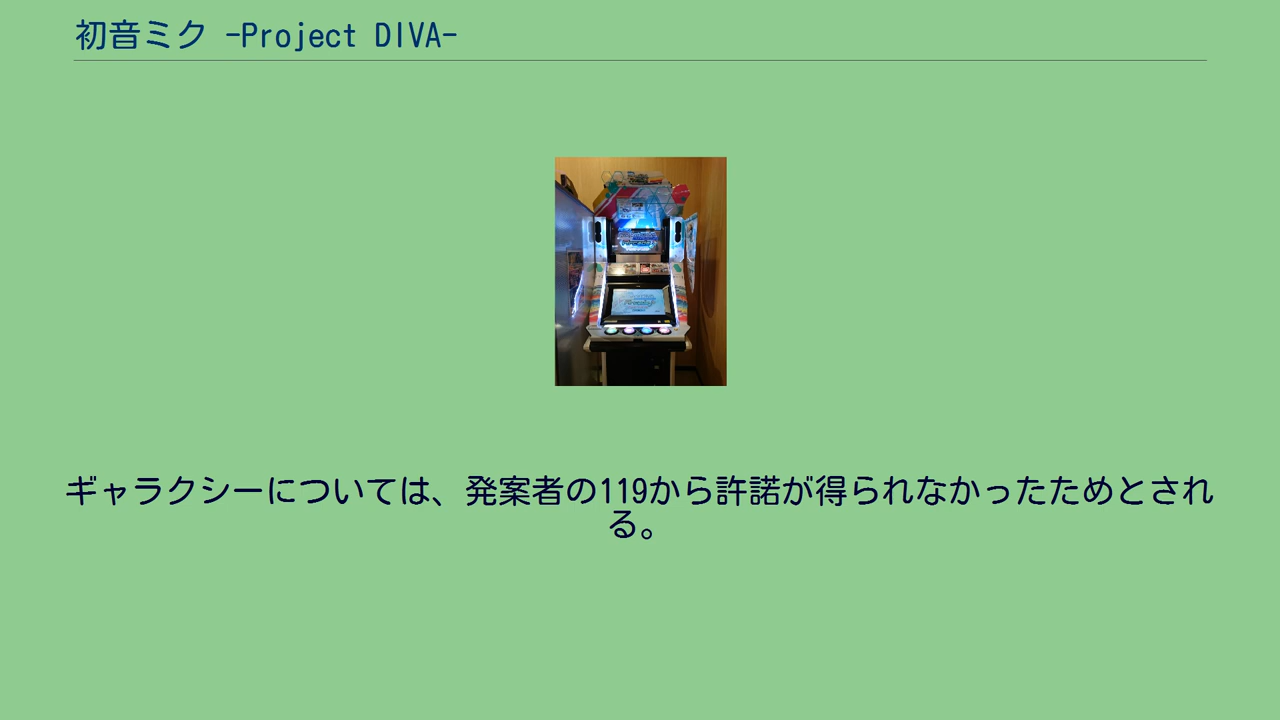 初音ミク -Project DIVA-
ギャラクシーについては、発案者の119から許諾が得られなかったためとされ
る。